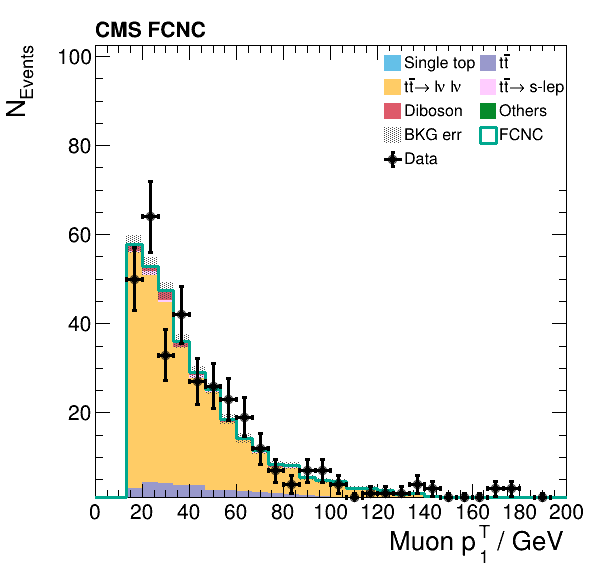 CMS FCNC
N_Events
100
80
60
40
20
Single top
tt̄
tt̄→ lν lν
tt̄→ s-lep
Diboson
Others
BKG err
FCNC
Data
0 20 40 60 80 100 120 140 160 180 200
Muon p_1^T / GeV